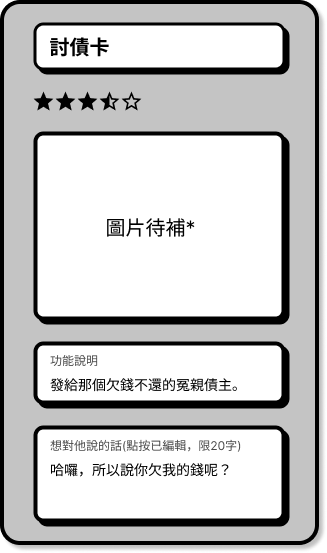 討債卡
圖片待補*
功能說明
發給那個欠錢不還的冤親債主。
想對他說的話(點按已編輯，限20字)
哈囉，所以說你欠我的錢呢？